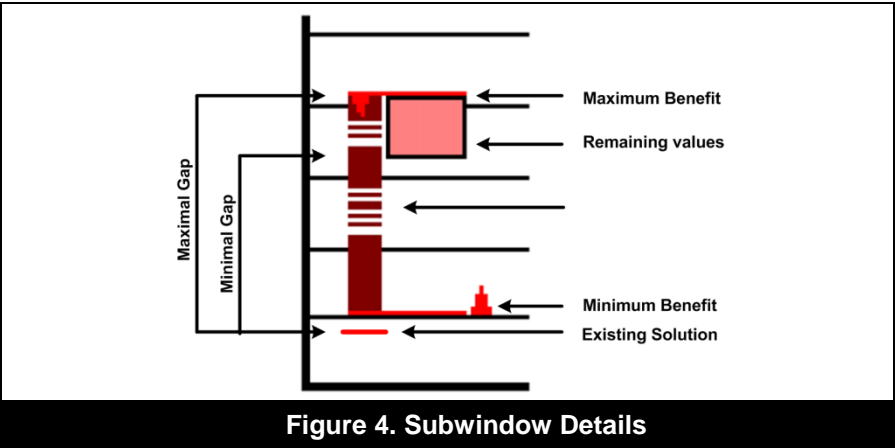 Maximum Benefit
Remaining values
Maximal Gap
Minimal Gap
Minimum Benefit
Existing Solution
Figure 4. Subwindow Details